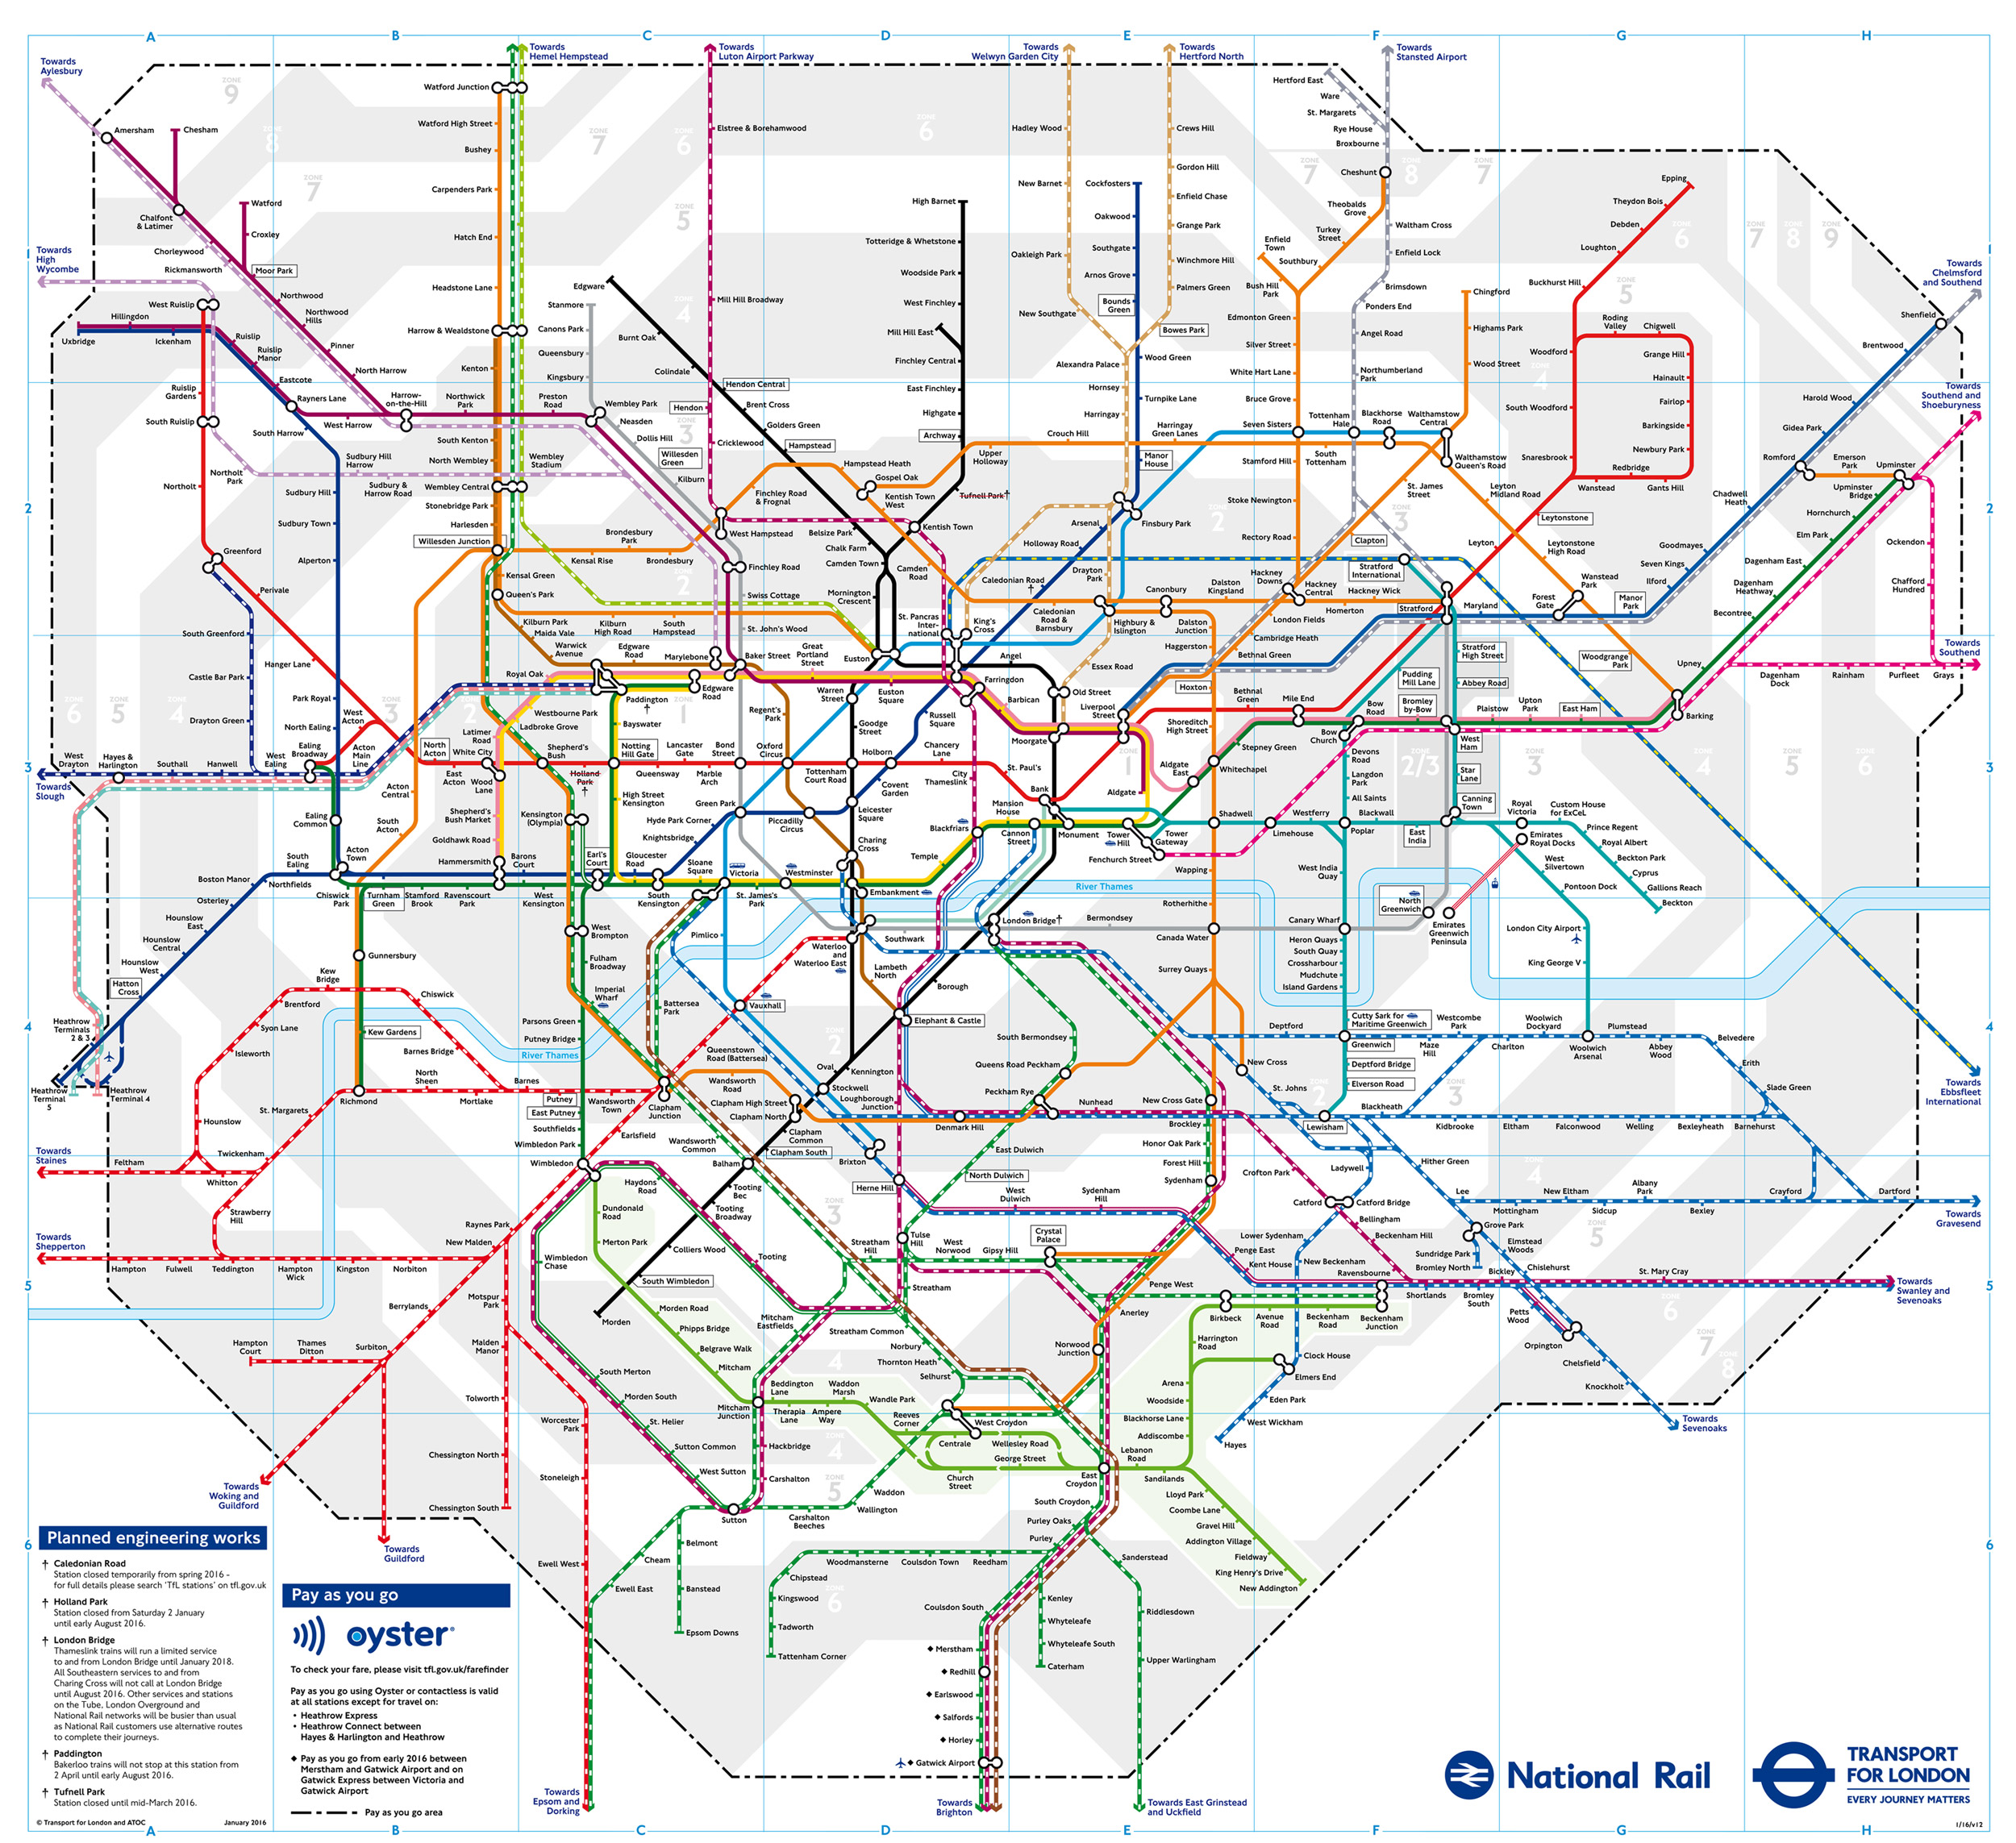 A
B
C
D
E
F
G
H
Towards
Aylesbury
Towards
Hemel Hempstead
Towards
Luton Airport Parkway
Towards
Welwyn Garden City
Towards
Hertford North
Towards
Stansted Airport
ZONE
9
ZONE
8
ZONE
7
ZONE
6
ZONE
5
ZONE
4
ZONE
3
ZONE
2
ZONE
1
ZONE
2/3
1
2
3
4
5
6
Amersham
Chesham
Chalfont
& Latimer
Watford
Croxley
Chorleywood
Rickmansworth
Moor Park
Towards
High
Wycombe
Northwood
Northwood
Hills
Pinner
North Harrow
West Ruislip
Hillingdon
Uxbridge
Ickenham
Ruislip
Ruislip
Manor
Eastcote
Rayners Lane
West Harrow
Harrow-
on-the-Hill
Northwick
Park
Preston
Road
Wembley Park
Ruislip
Gardens
South Ruislip
South Harrow
Northolt
Park
Northolt
Sudbury Hill
Harrow
Sudbury &
Harrow Road
Wembley
Stadium
Sudbury Hill
Sudbury Town
Alperton
Greenford
Perivale
South Greenford
Hanger Lane
Castle Bar Park
Park Royal
Drayton Green
North Ealing
West
Acton
Watford Junction
Watford High Street
Bushey
Carpenders Park
Hatch End
Headstone Lane
Harrow & Wealdstone
Kenton
South Kenton
North Wembley
Wembley Central
Stonebridge Park
Harlesden
Willesden Junction
Kensal Green
Queen's Park
Kilburn Park
Maida Vale
Warwick
Avenue
Edgware
Road
Marylebone
Baker Street
Great
Portland
Street
Elstree & Borehamwood
Mill Hill Broadway
Edgware
Burnt Oak
Colindale
Hendon Central
Hendon
Brent Cross
Golders Green
Cricklewood
Hampstead
Stanmore
Canons Park
Queensbury
Kingsbury
Neasden
Dollis Hill
Willesden
Green
Kilburn
West Hampstead
Finchley Road
Finchley Road
& Frognal
Swiss Cottage
St. John's Wood
Brondesbury
Park
Kensal Rise
Brondesbury
Kilburn
High Road
South
Hampstead
High Barnet
Totteridge & Whetstone
Woodside Park
West Finchley
Mill Hill East
Finchley Central
East Finchley
Highgate
Archway
Tufnell Park†
Hampstead Heath
Gospel Oak
Kentish Town
West
Kentish Town
Belsize Park
Chalk Farm
Camden Town
Camden
Road
Mornington
Crescent
Euston
St. Pancras
Inter-
national
King's
Cross
Upper
Holloway
Crouch Hill
Hadley Wood
New Barnet
Oakleigh Park
New Southgate
Cockfosters
Oakwood
Southgate
Arnos Grove
Bounds
Green
Crews Hill
Gordon Hill
Enfield Chase
Grange Park
Winchmore Hill
Palmers Green
Bowes Park
Wood Green
Alexandra Palace
Hornsey
Turnpike Lane
Harringay
Harringay
Green Lanes
Manor
House
Finsbury Park
Arsenal
Holloway Road
Drayton
Park
Caledonian Road
†
Caledonian
Road &
Barnsbury
Highbury &
Islington
Canonbury
Essex Road
Dalston
Kingsland
Dalston
Junction
Haggerston
Hoxton
Hertford East
Ware
St. Margarets
Rye House
Broxbourne
Cheshunt
Theobalds
Grove
Waltham Cross
Turkey
Street
Enfield Lock
Enfield
Town
Southbury
Bush Hill
Park
Brimsdown
Ponders End
Edmonton Green
Angel Road
Silver Street
White Hart Lane
Northumberland
Park
Bruce Grove
Seven Sisters
Tottenham
Hale
Blackhorse
Road
Walthamstow
Central
Walthamstow
Queen's Road
South
Tottenham
Stamford Hill
Stoke Newington
Rectory Road
St. James
Street
Clapton
Stratford
International
Hackney
Downs
Hackney
Central
Homerton
Hackney Wick
Stratford
London Fields
Cambridge Heath
Bethnal Green
Chingford
Highams Park
Wood Street
Leyton
Midland Road
Epping
Theydon Bois
Debden
Loughton
Buckhurst Hill
Roding
Valley
Chigwell
Woodford
Grange Hill
Hainault
Fairlop
Barkingside
Newbury Park
South Woodford
Snaresbrook
Redbridge
Wanstead
Gants Hill
Leytonstone
Leyton
Leytonstone
High Road
Wanstead
Park
Forest
Gate
Maryland
Manor
Park
Ilford
Seven Kings
Goodmayes
Chadwell
Heath
Romford
Gidea Park
Harold Wood
Brentwood
Shenfield
Towards
Chelmsford
and Southend
Towards
Southend and
Shoeburyness
Emerson
Park
Upminster
Upminster
Bridge
Hornchurch
Elm Park
Dagenham East
Dagenham
Heathway
Becontree
Upney
Woodgrange
Park
Ockendon
Chafford
Hundred
Towards
Southend
Dagenham
Dock
Rainham
Purfleet
Grays
Barking
East Ham
Upton
Park
Plaistow
Stratford
High Street
Abbey Road
Pudding
Mill Lane
Bromley-
by-Bow
West
Ham
Star
Lane
Canning
Town
Mile End
Bow
Road
Bow
Church
Devons
Road
Langdon
Park
All Saints
Bethnal
Green
Stepney Green
Shoreditch
High Street
Whitechapel
Liverpool
Street
Moorgate
Old Street
Angel
Farringdon
Barbican
Aldgate
East
Aldgate
Royal Oak
Paddington
†
Edgware
Road
Westbourne Park
Ladbroke Grove
Latimer
Road
Bayswater
Regent's
Park
Warren
Street
Euston
Square
Goodge
Street
Russell
Square
White City
Wood
Lane
Shepherd's
Bush
Holland
Park
†
Notting
Hill Gate
Queensway
Lancaster
Gate
Marble
Arch
Bond
Street
Oxford
Circus
Tottenham
Court Road
Holborn
Chancery
Lane
City
Thameslink
St. Paul's
Bank
Mansion
House
Cannon
Street
Monument
Tower
Hill
Tower
Gateway
Fenchurch Street
Shadwell
Westferry
Limehouse
Poplar
Blackwall
East
India
Royal
Victoria
Emirates
Royal Docks
Custom House
for ExCeL
Prince Regent
Royal Albert
Beckton Park
Cyprus
Gallions Reach
Beckton
West
Silvertown
Pontoon Dock
London City Airport
King George V
West
Drayton
Hayes &
Harlington
Southall
Hanwell
West
Ealing
Ealing
Broadway
Acton
Main
Line
North
Acton
East
Acton
Towards
Slough
Acton
Central
South
Acton
Ealing
Common
Acton
Town
South
Ealing
Northfields
Boston Manor
Osterley
Hounslow
East
Hounslow
Central
Hounslow
West
Hatton
Cross
Heathrow
Terminals
2 & 3
Heathrow
Terminal
5
Heathrow
Terminal 4
Shepherd's
Bush Market
Goldhawk Road
Hammersmith
Barons
Court
Kensington
(Olympia)
High Street
Kensington
Earl's
Court
Gloucester
Road
South
Kensington
Sloane
Square
Victoria
St. James's
Park
Westminster
Green Park
Hyde Park Corner
Knightsbridge
Piccadilly
Circus
Leicester
Square
Covent
Garden
Charing
Cross
Embankment
Temple
Blackfriars
Chiswick
Park
Turnham
Green
Stamford
Brook
Ravenscourt
Park
West
Kensington
Gunnersbury
Kew
Bridge
Kew Gardens
Richmond
Brentford
Syon Lane
Isleworth
Chiswick
Barnes Bridge
North
Sheen
Mortlake
Barnes
River Thames
West
Brompton
Fulham
Broadway
Imperial
Wharf
Parsons Green
Putney Bridge
Putney
East Putney
Southfields
Wimbledon Park
Wimbledon
Wandsworth
Town
Earlsfield
Clapham
Junction
Battersea
Park
Queenstown
Road (Battersea)
Pimlico
Vauxhall
Waterloo
and
Waterloo East
Southwark
Lambeth
North
London Bridge†
Borough
Elephant & Castle
Kennington
Oval
Stockwell
Loughborough
Junction
Wandsworth
Road
Clapham High Street
Clapham North
Clapham
Common
Clapham South
Brixton
Wandsworth
Common
Balham
Tooting
Bec
Tooting
Broadway
Colliers Wood
South Wimbledon
Morden
Tooting
Bermondsey
River Thames
Wapping
Rotherhithe
Canada Water
Surrey Quays
South Bermondsey
Queens Road Peckham
Peckham Rye
Denmark Hill
Nunhead
East Dulwich
North Dulwich
Herne Hill
West
Dulwich
Sydenham
Hill
Tulse
Hill
West
Norwood
Gipsy Hill
Crystal
Palace
Streatham
Hill
Streatham
Streatham Common
Norbury
Thornton Heath
Selhurst
West India
Quay
Canary Wharf
Heron Quays
South Quay
Crossharbour
Mudchute
Island Gardens
Cutty Sark for
Maritime Greenwich
Greenwich
Deptford Bridge
Elverson Road
Lewisham
Deptford
New Cross
New Cross Gate
St. Johns
North
Greenwich
Emirates
Greenwich
Peninsula
Maze
Hill
Westcombe
Park
Charlton
Woolwich
Dockyard
Woolwich
Arsenal
Plumstead
Abbey
Wood
Belvedere
Erith
Slade Green
Blackheath
Kidbrooke
Eltham
Falconwood
Welling
Bexleyheath
Barnehurst
Towards
Ebbsfleet
International
Brockley
Honor Oak Park
Forest Hill
Sydenham
Crofton Park
Catford
Catford Bridge
Ladywell
Bellingham
Beckenham Hill
Hither Green
Lee
Mottingham
New Eltham
Sidcup
Albany
Park
Bexley
Crayford
Dartford
Towards
Gravesend
Grove Park
Sundridge Park
Bromley North
Elmstead
Woods
Chislehurst
Lower Sydenham
New Beckenham
Penge East
Kent House
Ravensbourne
Shortlands
Bromley
South
Bickley
St. Mary Cray
Towards
Swanley and
Sevenoaks
Petts
Wood
Orpington
Chelsfield
Knockholt
Towards
Sevenoaks
Penge West
Anerley
Norwood
Junction
Birkbeck
Avenue
Road
Beckenham
Road
Beckenham
Junction
Harrington
Road
Clock House
Elmers End
Eden Park
West Wickham
Hayes
Arena
Woodside
Blackhorse Lane
Addiscombe
Lebanon
Road
Sandilands
Lloyd Park
Coombe Lane
Gravel Hill
Addington Village
Fieldway
King Henry's Drive
New Addington
Hounslow
Towards
Staines
Feltham
Whitton
Twickenham
St. Margarets
Strawberry
Hill
Towards
Shepperton
Hampton
Fulwell
Teddington
Hampton
Wick
Kingston
Norbiton
New Malden
Raynes Park
Berrylands
Surbiton
Hampton
Court
Thames
Ditton
Motspur
Park
Malden
Manor
Tolworth
Chessington North
Chessington South
Worcester
Park
Stoneleigh
Ewell West
Towards
Woking and
Guildford
Towards
Guildford
Towards
Epsom and
Dorking
Wimbledon
Chase
South Merton
Morden South
St. Helier
Sutton Common
West Sutton
Sutton
Haydons
Road
Dundonald
Road
Merton Park
Morden Road
Phipps Bridge
Belgrave Walk
Mitcham
Mitcham
Junction
Mitcham
Eastfields
Beddington
Lane
Therapia
Lane
Waddon
Marsh
Ampere
Way
Wandle Park
Reeves
Corner
Centrale
West Croydon
Wellesley Road
George Street
Church
Street
East
Croydon
Hackbridge
Carshalton
Carshalton
Beeches
Wallington
Waddon
Cheam
Ewell East
Belmont
Banstead
Epsom Downs
South Croydon
Purley Oaks
Purley
Sanderstead
Riddlesdown
Upper Warlingham
Towards East Grinstead
and Uckfield
Woodmansterne
Coulsdon Town
Reedham
Chipstead
Kingswood
Tadworth
Tattenham Corner
Kenley
Whyteleafe
Whyteleafe South
Caterham
Coulsdon South
Merstham
Redhill
Earlswood
Salfords
Horley
Gatwick Airport
Towards
Brighton
Planned engineering works
† Caledonian Road
Station closed temporarily from spring 2016 -
for full details please search 'TfL stations' on tfl.gov.uk
† Holland Park
Station closed from Saturday 2 January
until early August 2016.
† London Bridge
Thameslink trains will run a limited service
to and from London Bridge until January 2018.
All Southeastern services to and from
Charing Cross will not call at London Bridge
until August 2016. Other services and stations
on the Tube, London Overground and
National Rail networks will be busier than usual
as National Rail customers use alternative routes
to complete their journeys.
† Paddington
Bakerloo trains will not stop at this station from
2 April until early August 2016.
† Tufnell Park
Station closed until mid-March 2016.
© Transport for London and ATOC
January 2016
Pay as you go
oyster
To check your fare, please visit tfl.gov.uk/farefinder
Pay as you go using Oyster or contactless is valid
at all stations except for travel on:
• Heathrow Express
• Heathrow Connect between
Hayes & Harlington and Heathrow
◆ Pay as you go from early 2016 between
Merstham and Gatwick Airport and on
Gatwick Express between Victoria and
Gatwick Airport
Pay as you go area
National Rail
TRANSPORT
FOR LONDON
EVERY JOURNEY MATTERS
1/16/v12